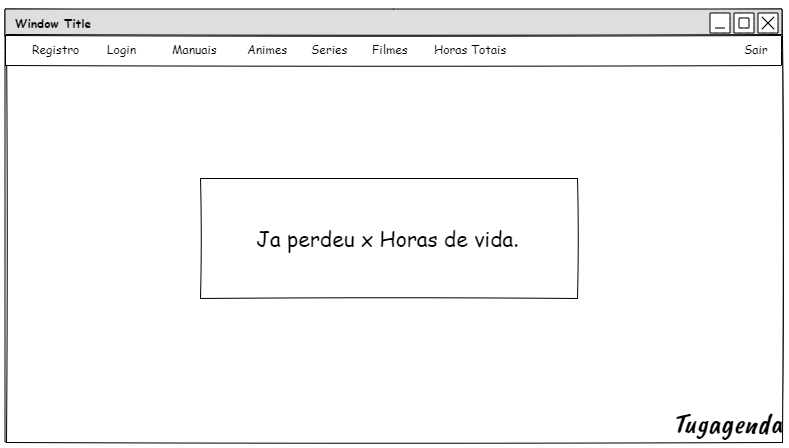 Window Title
Registro Login Manuais Animes Series Filmes Horas Totais Sair
Ja perdeu x Horas de vida.
Tugagenda